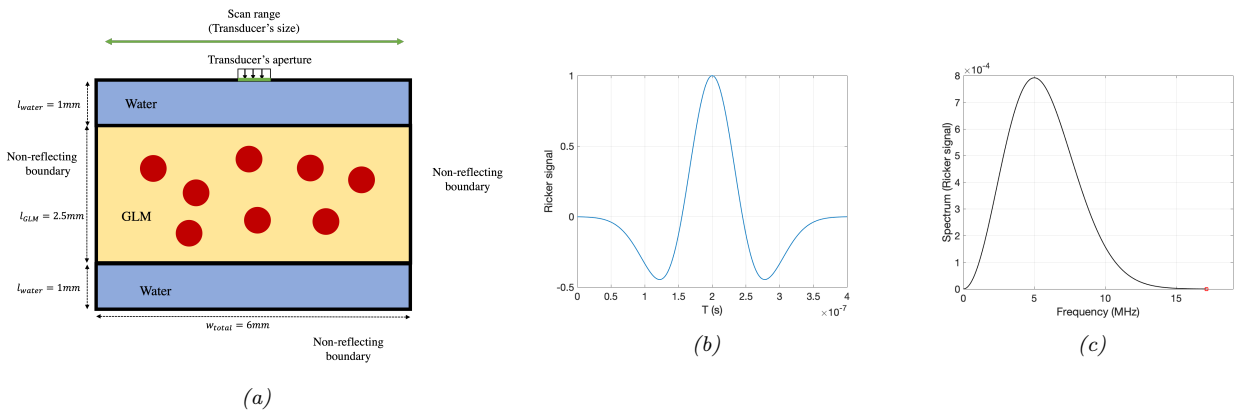 Scan range
(Transducer's size)
Transducer's aperture
l_water = 1mm
Water
Non-reflecting
boundary
Non-reflecting
boundary
GLM
l_GLM = 2.5mm
l_water = 1mm
Water
w_total = 6mm
Non-reflecting
boundary
(a)
1
0.5
0
-0.5
Ricker signal
0 0.5 1 1.5 2 2.5 3 3.5 4
T (s)
×10^-7
(b)
×10^-4
8
7
6
5
4
3
2
1
0
Spectrum (Ricker signal)
0 5 10 15
Frequency (MHz)
(c)